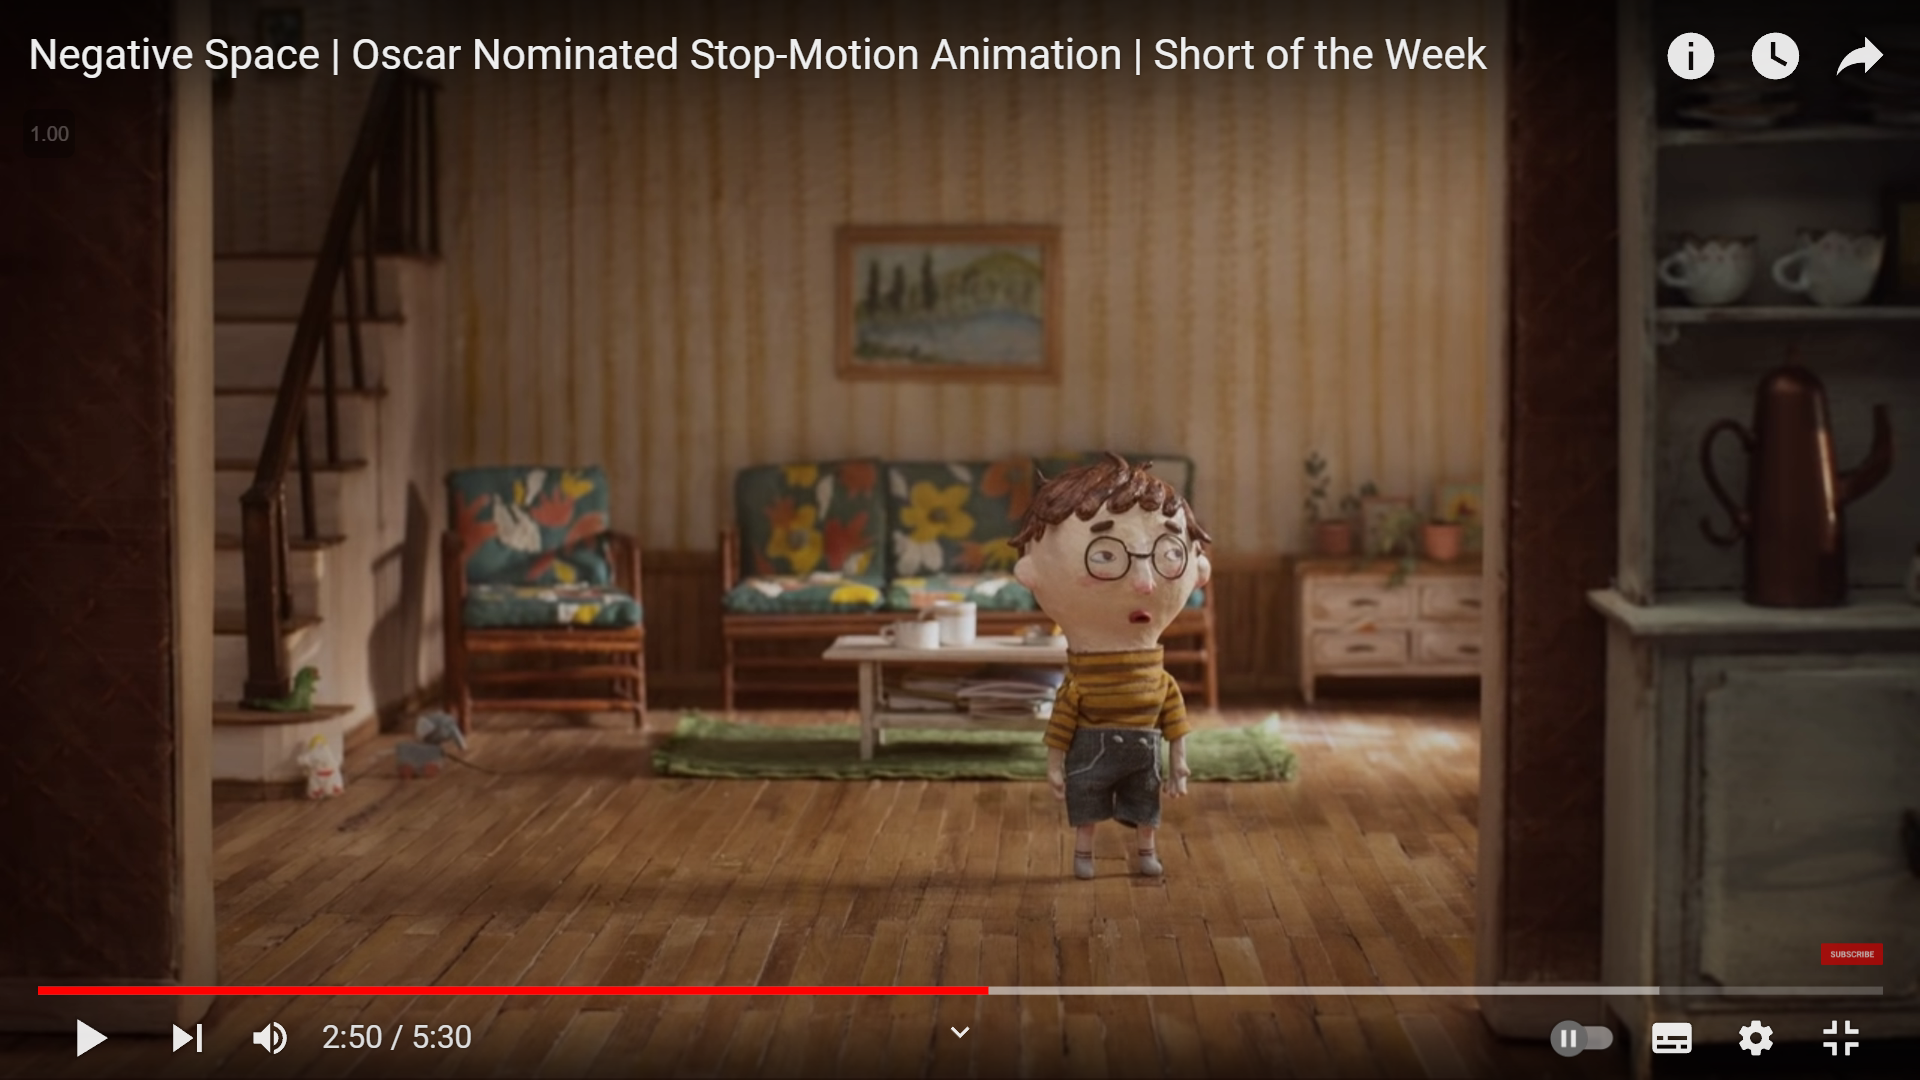 Negative Space | Oscar Nominated Stop-Motion Animation | Short of the Week
1.00
SUBSCRIBE
2:50 / 5:30